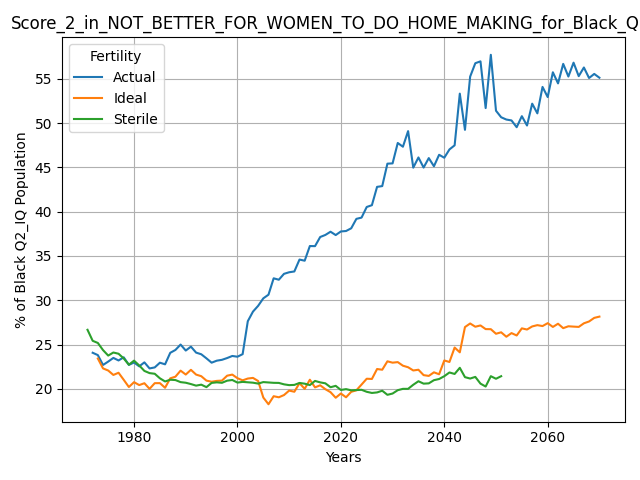 Score_2_in_NOT_BETTER_FOR_WOMEN_TO_DO_HOME_MAKING_for_Black_Q
Fertility
Actual
Ideal
Sterile
% of Black Q2_IQ Population
55
50
45
40
35
30
25
20
1980 2000 2020 2040 2060
Years